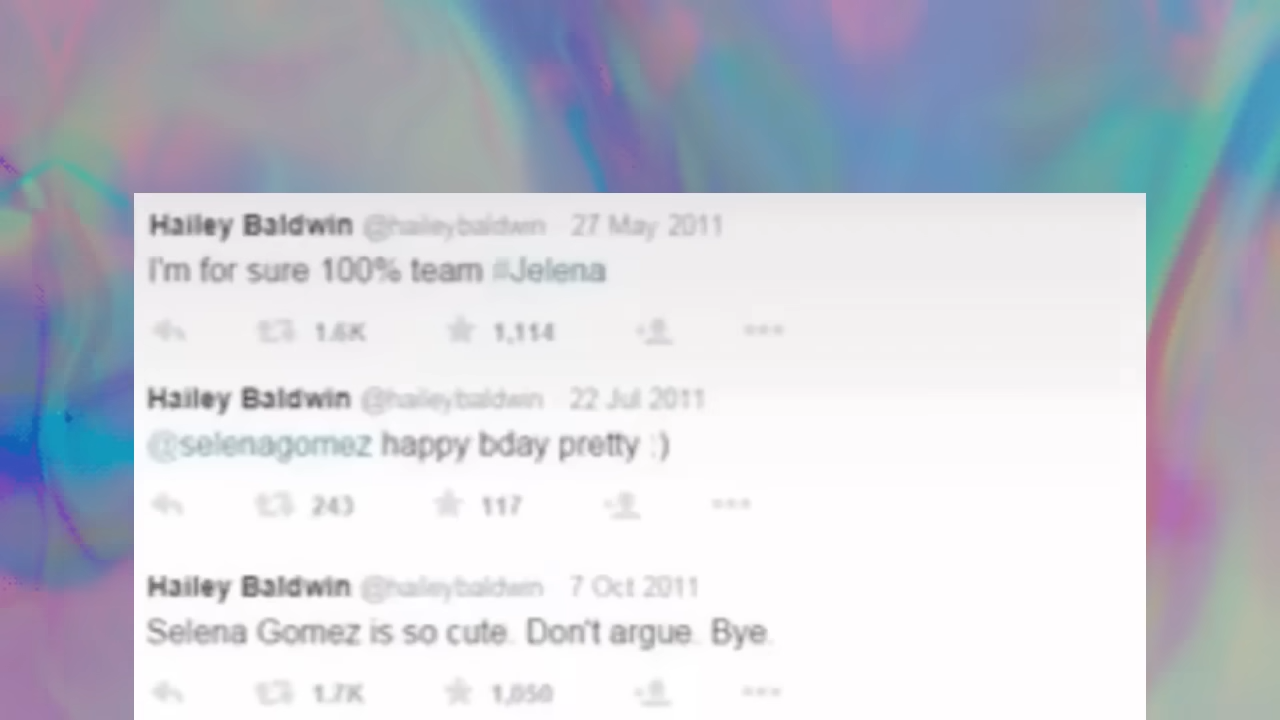 Hailey Baldwin @haileybaldwin 27 May 2011
I'm for sure 100% team #Jelena
1.6K 1,114
Hailey Baldwin @haileybaldwin 22 Jul 2011
@selenagomez happy bday pretty :)
243 117
Hailey Baldwin @haileybaldwin 7 Oct 2011
Selena Gomez is so cute. Don't argue. Bye.
1.7K 1,050